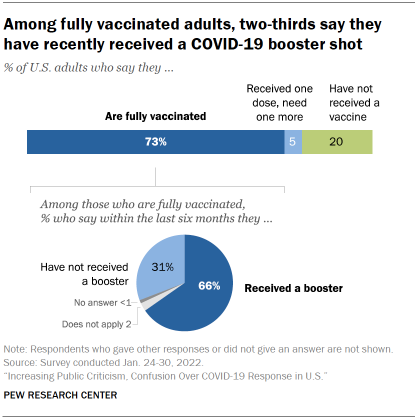 Among fully vaccinated adults, two-thirds say they
have recently received a COVID-19 booster shot
% of U.S. adults who say they ...
Are fully vaccinated
Received one
dose, need
one more
Have not
received a
vaccine
73%
5
20
Among those who are fully vaccinated,
% who say within the last six months they ...
Have not received
a booster
31%
66%
Received a booster
No answer <1
Does not apply 2
Note: Respondents who gave other responses or did not give an answer are not shown.
Source: Survey conducted Jan. 24-30, 2022.
“Increasing Public Criticism, Confusion Over COVID-19 Response in U.S.”
PEW RESEARCH CENTER